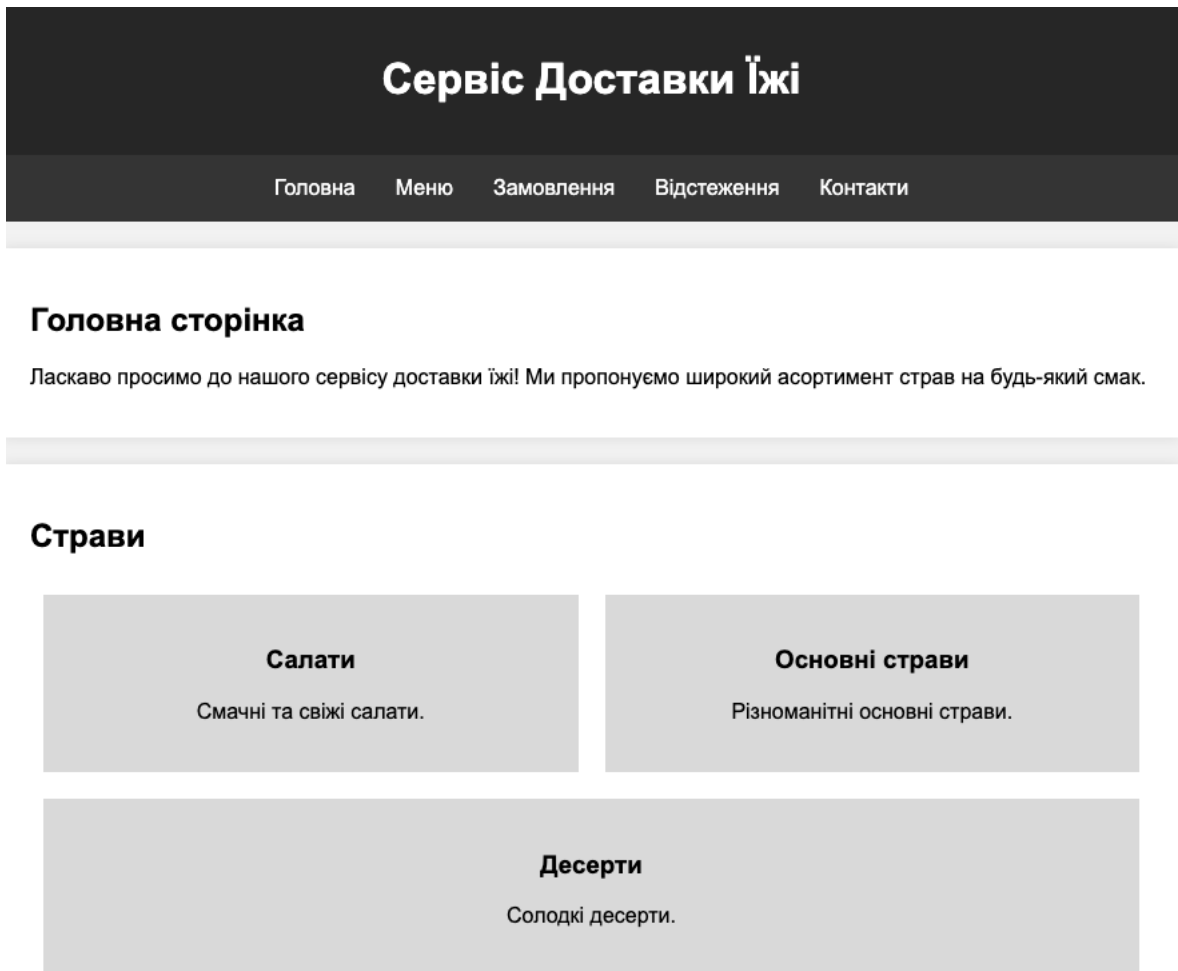 Сервіс Доставки Їжі
Головна Меню Замовлення Відстеження Контакти
Головна сторінка
Ласкаво просимо до нашого сервісу доставки їжі! Ми пропонуємо широкий асортимент страв на будь-який смак.
Страви
Салати
Смачні та свіжі салати.
Основні страви
Різноманітні основні страви.
Десерти
Солодкі десерти.